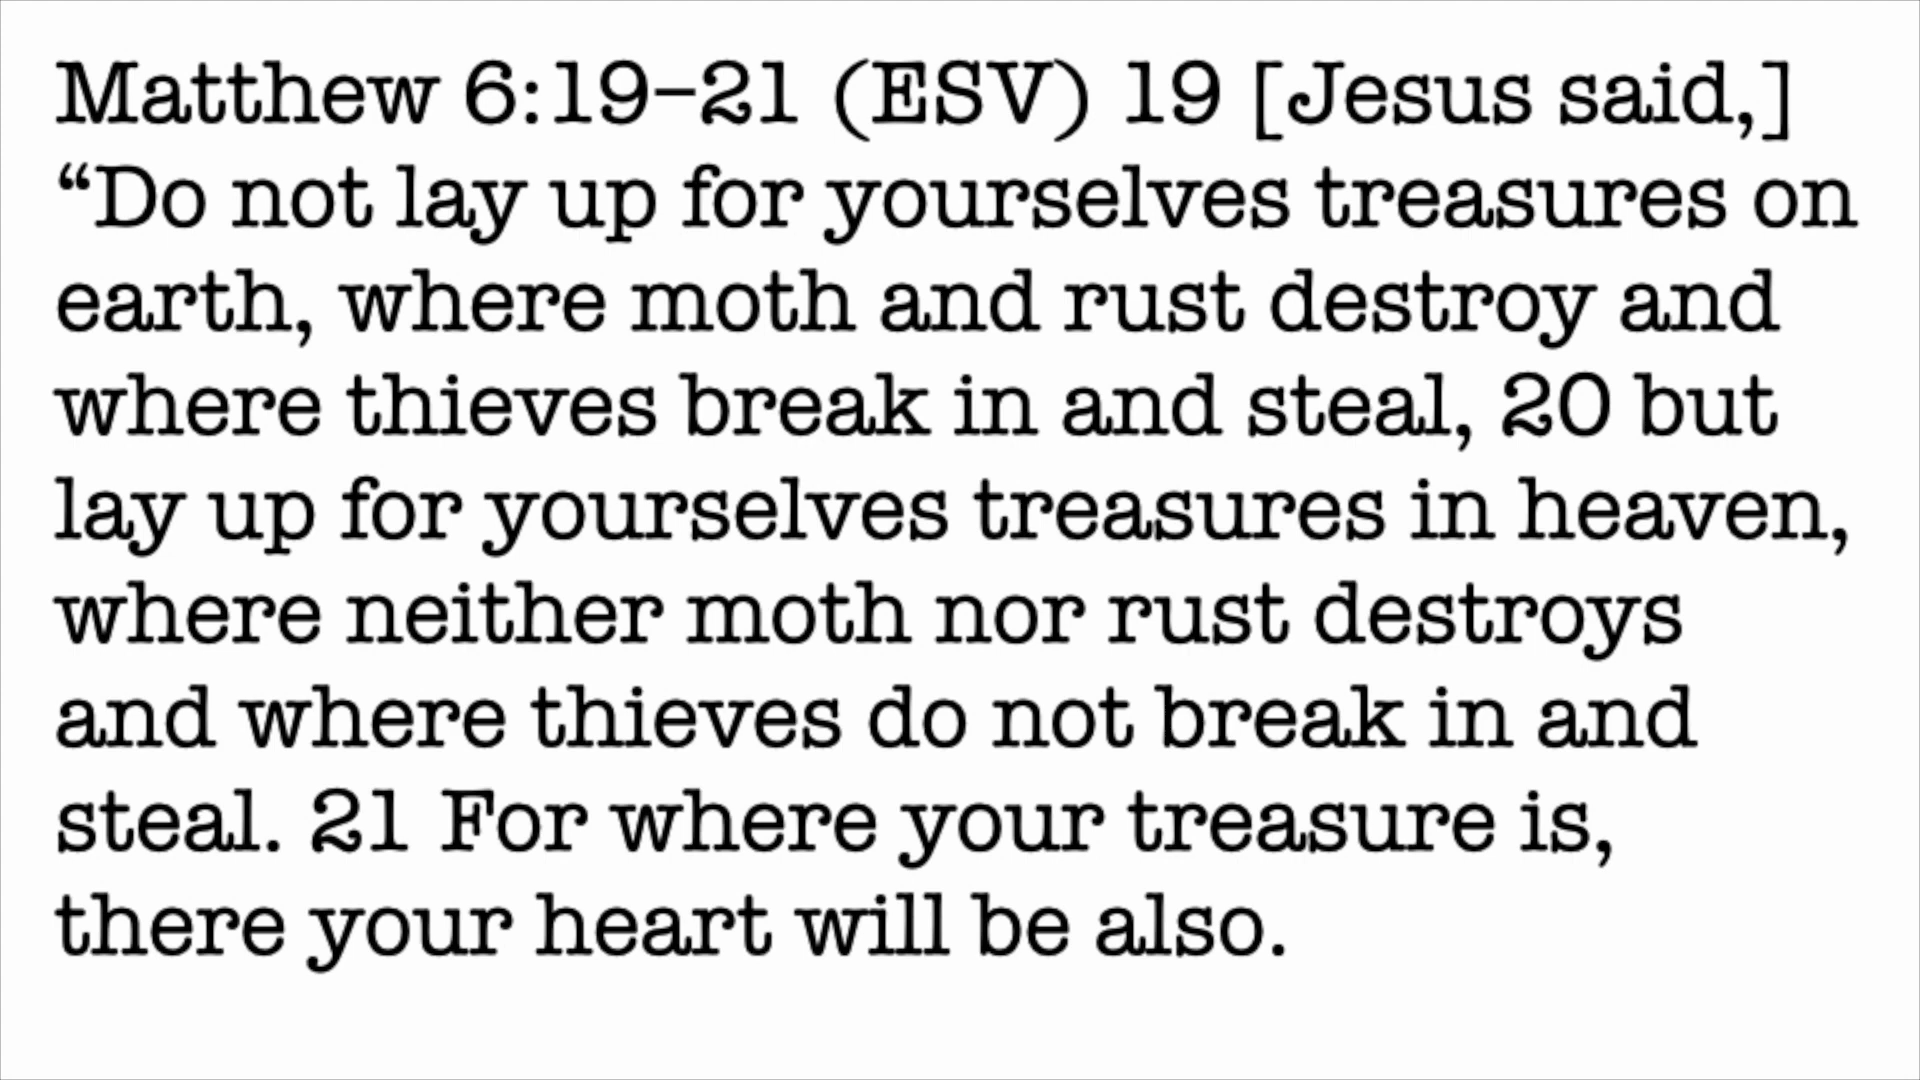 Matthew 6:19–21 (ESV) 19 [Jesus said,]
“Do not lay up for yourselves treasures on
earth, where moth and rust destroy and
where thieves break in and steal, 20 but
lay up for yourselves treasures in heaven,
where neither moth nor rust destroys
and where thieves do not break in and
steal. 21 For where your treasure is,
there your heart will be also.